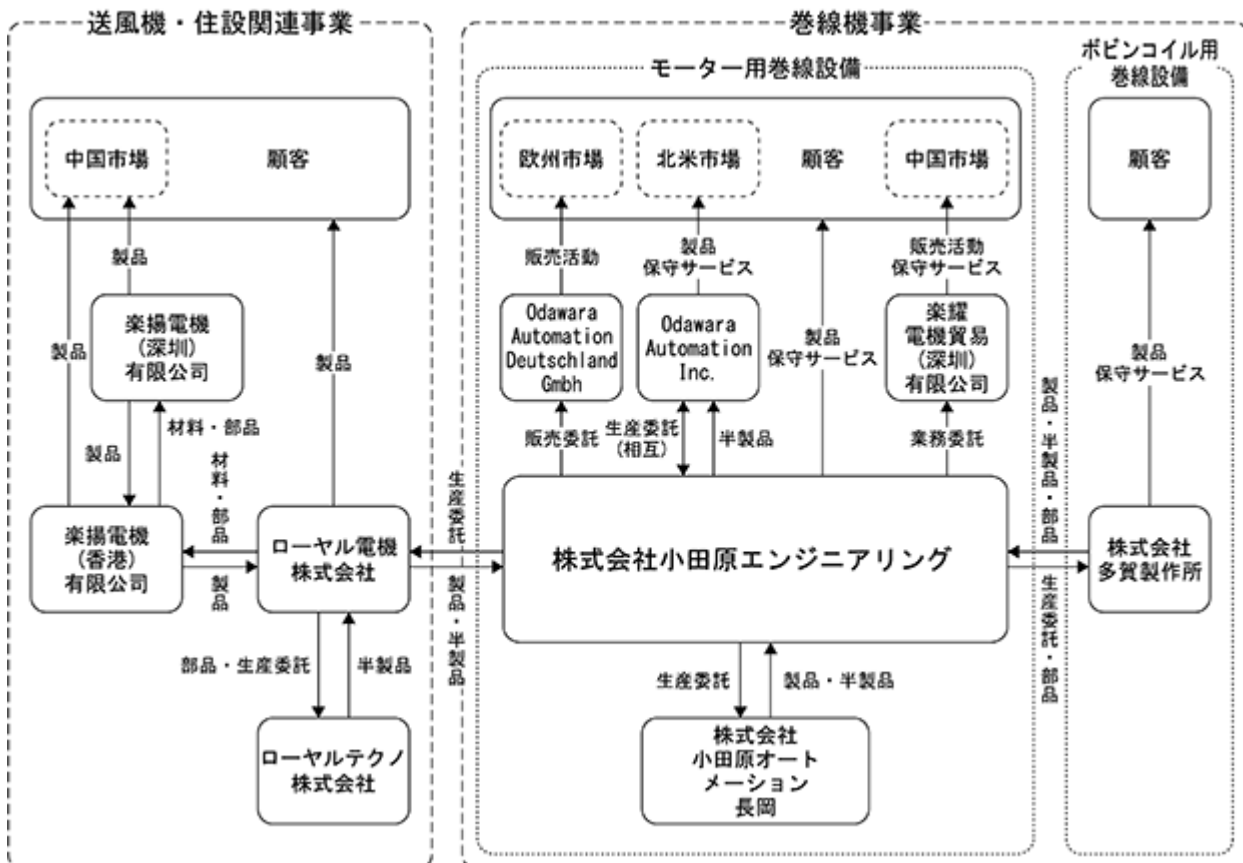 送風機・住設関連事業
中国市場
顧客
製品
製品
楽揚電機
(深圳)
有限公司
製品
製品
材料・部品
楽揚電機
(香港)
有限公司
材料・部品
製品
ローヤル電機
株式会社
部品・生産委託
半製品
ローヤルテクノ
株式会社
生産委託
製品・半製品
巻線機事業
モーター用巻線設備
欧州市場
北米市場
顧客
中国市場
販売活動
製品
保守サービス
製品
保守サービス
販売活動
保守サービス
Odawara
Automation
Deutschland
Gmbh
Odawara
Automation
Inc.
楽耀
電機貿易
(深圳)
有限公司
販売委託
生産委託
(相互)
半製品
業務委託
株式会社小田原エンジニアリング
生産委託
製品・半製品
株式会社
小田原オート
メーション
長岡
製品・半製品・部品
生産委託・部品
ボビンコイル用
巻線設備
顧客
製品
保守サービス
株式会社
多賀製作所